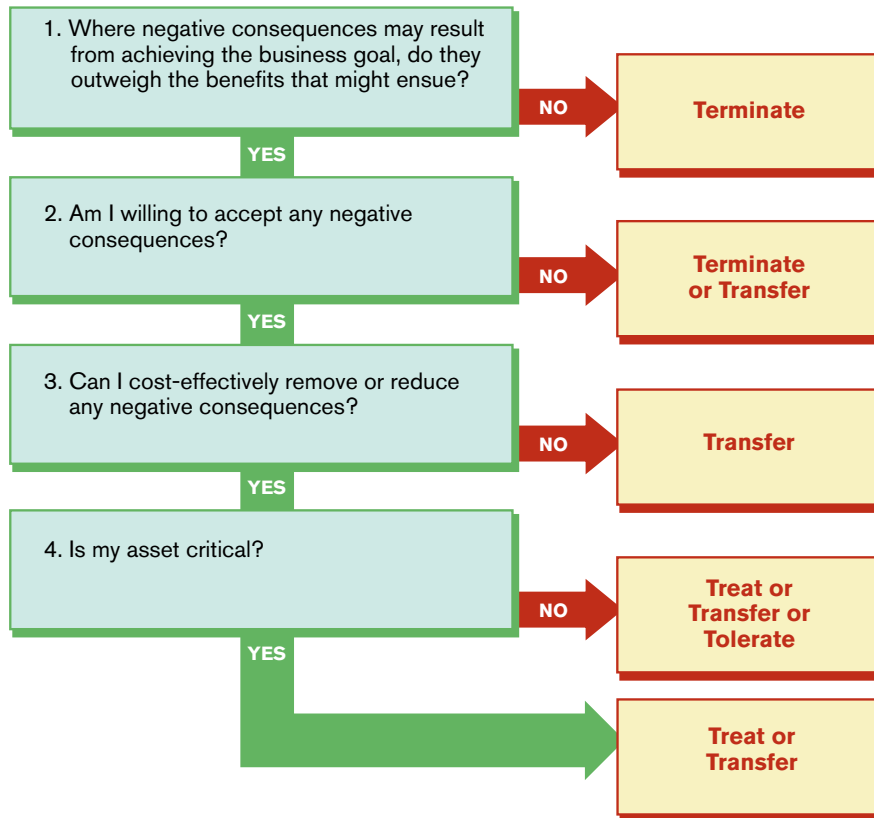 1. Where negative consequences may result
from achieving the business goal, do they
outweigh the benefits that might ensue?
NO
Terminate
YES
2. Am I willing to accept any negative
consequences?
NO
Terminate
or Transfer
YES
3. Can I cost-effectively remove or reduce
any negative consequences?
NO
Transfer
YES
4. Is my asset critical?
NO
Treat or
Transfer or
Tolerate
YES
Treat or
Transfer